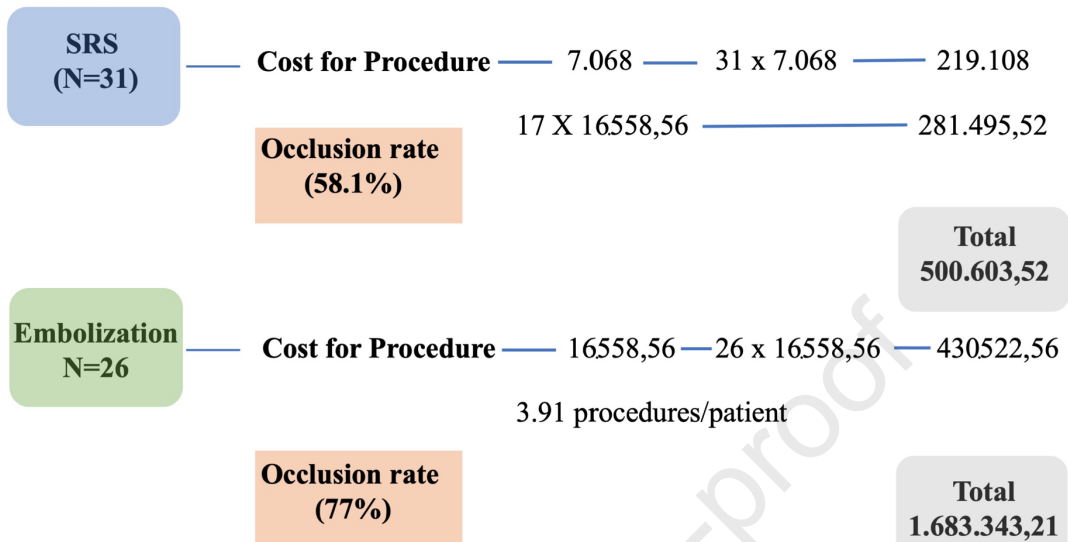 SRS
(N=31)
Cost for Procedure 7.068 31 x 7.068 219.108
17 X 16558,56 281.495,52
Occlusion rate
(58.1%)
Total
500.603,52
Embolization
N=26
Cost for Procedure 16558,56 26 x 16558,56 430522,56
3.91 procedures/patient
Occlusion rate
(77%)
Total
1.683.343,21
-proof